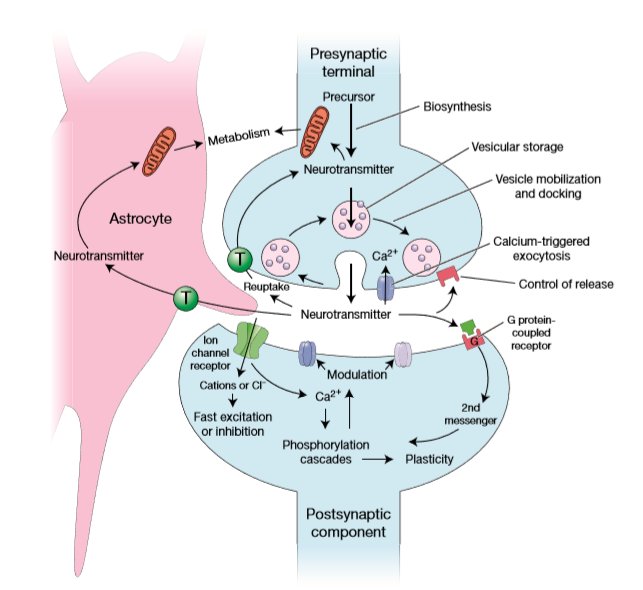 Presynaptic
terminal
Precursor
Biosynthesis
Metabolism
Vesicular storage
Neurotransmitter
Vesicle mobilization
and docking
Astrocyte
Neurotransmitter
T
Ca2+
Calcium-triggered
exocytosis
Reuptake
Control of release
T
Neurotransmitter
G protein-
coupled
receptor
G
Ion
channel
receptor
Modulation
Cations or Cl-
Ca2+
Fast excitation
or inhibition
2nd
messenger
Phosphorylation
cascades
Plasticity
Postsynaptic
component